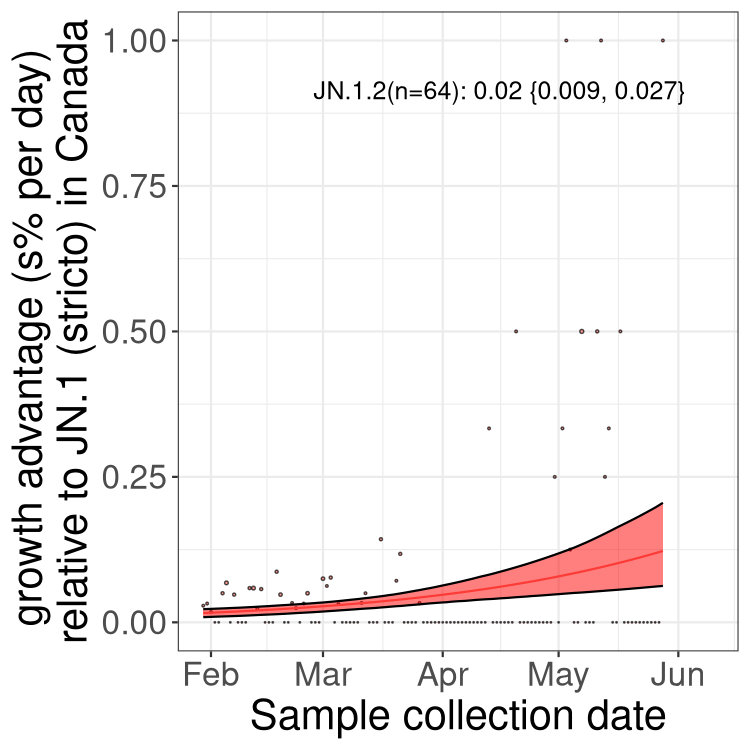 growth advantage (s% per day)
relative to JN.1 (stricto) in Canada
1.00
0.75
0.50
0.25
0.00
JN.1.2(n=64): 0.02 {0.009, 0.027}
Feb Mar Apr May Jun
Sample collection date